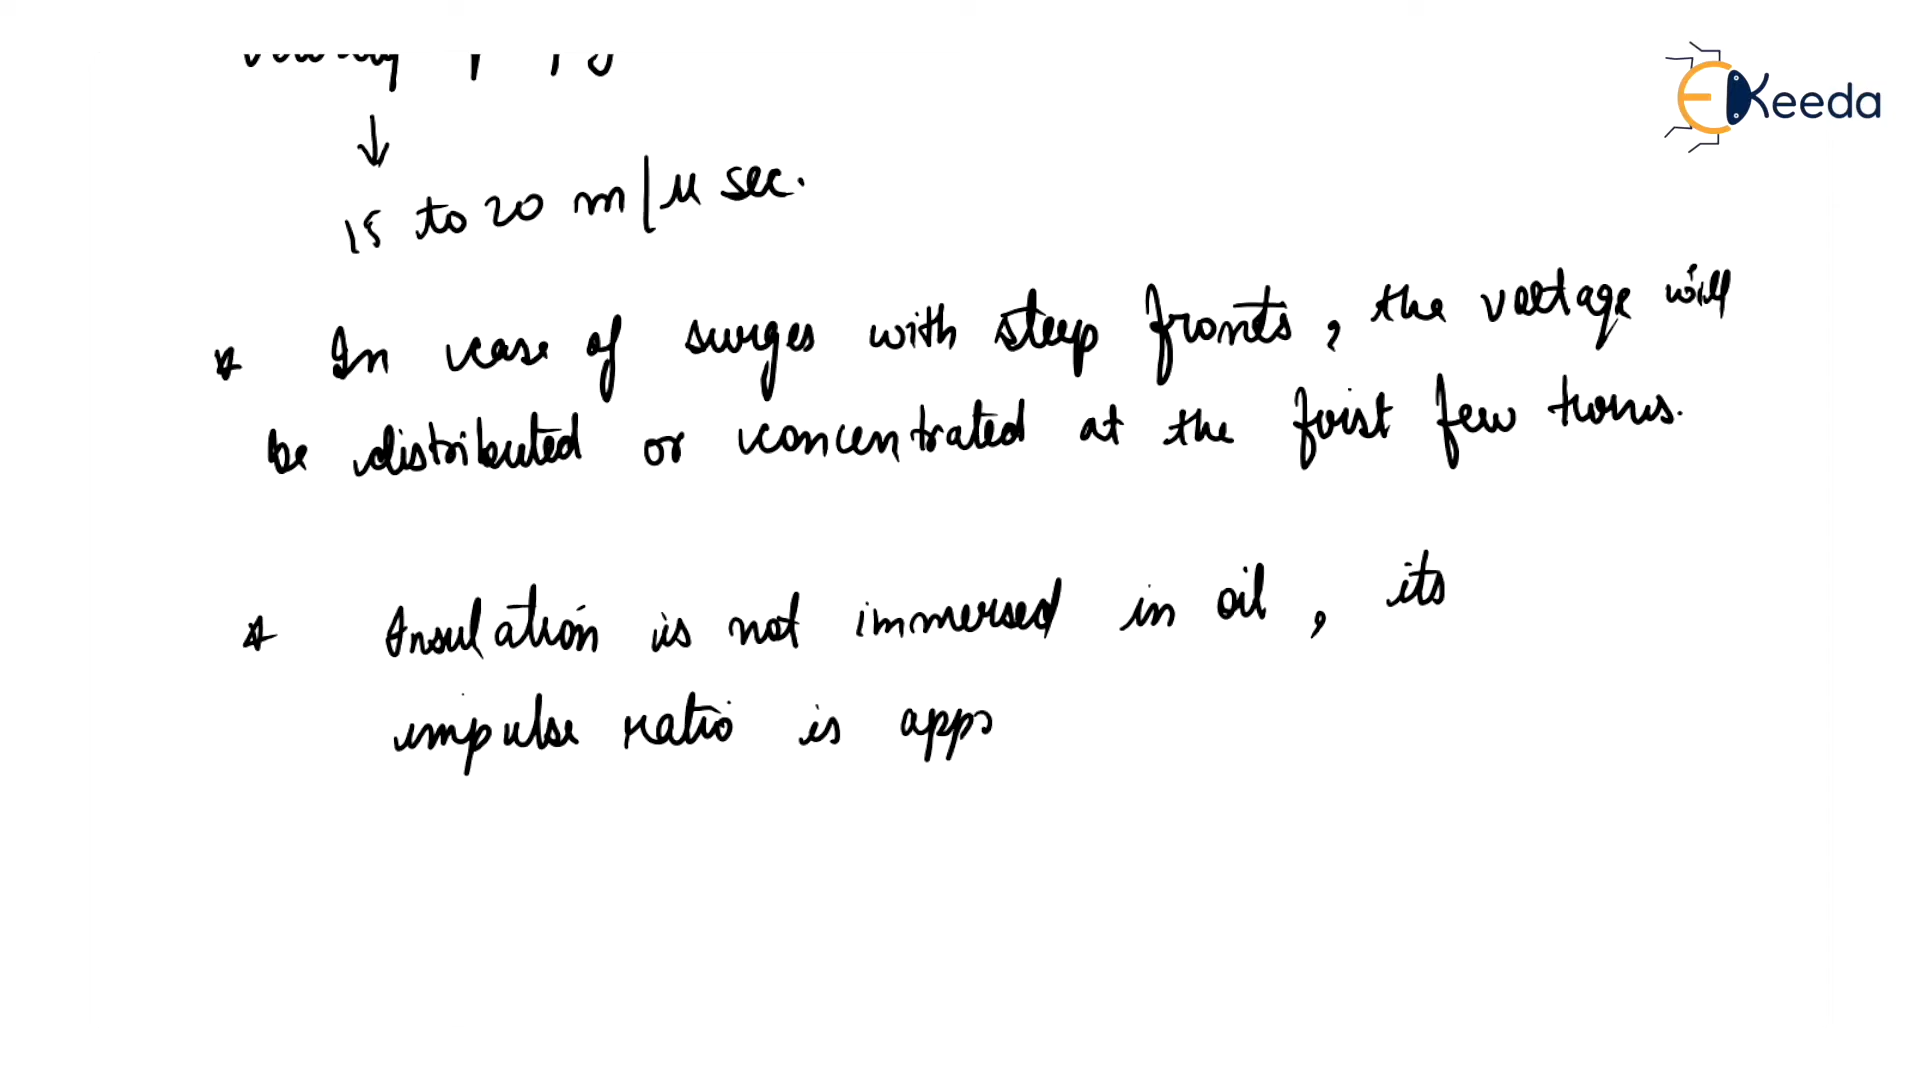 EKeeda
↓
15 to 20 m/μ sec.
* In case of surges with steep fronts, the voltage will
be distributed or concentrated at the first few turns.
* Insulation is not immersed in oil, its
impulse ratio is app